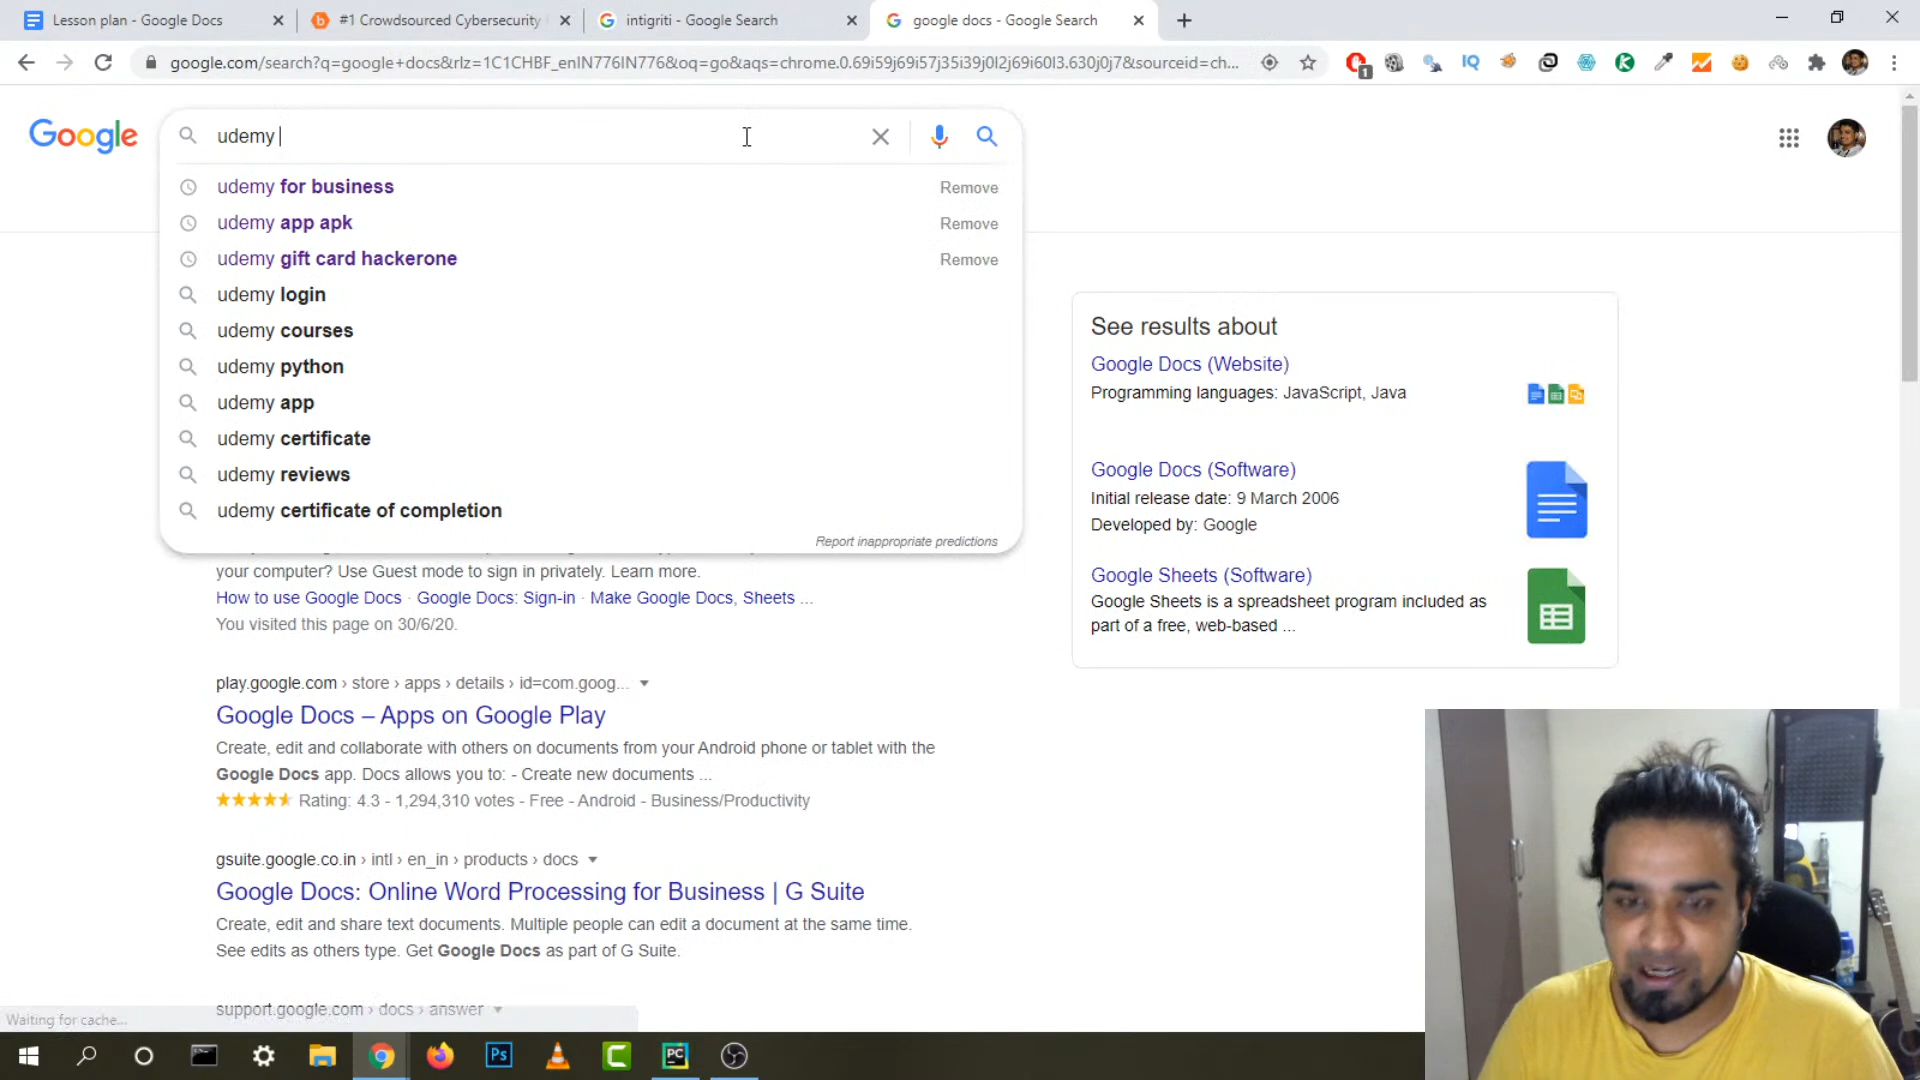 Lesson plan - Google Docs
#1 Crowdsourced Cybersecurity
intigriti - Google Search
google docs - Google Search
google.com/search?q=google+docs&rlz=1C1CHBF_enIN776IN776&oq=go&aqs=chrome.0.69i59j69i57j35i39j0l2j69i60l3.630j0j7&sourceid=ch...
1
IQ
Google
udemy
udemy for business
Remove
udemy app apk
Remove
udemy gift card hackerone
Remove
udemy login
udemy courses
udemy python
udemy app
udemy certificate
udemy reviews
udemy certificate of completion
Report inappropriate predictions
your computer? Use Guest mode to sign in privately. Learn more.
How to use Google Docs · Google Docs: Sign-in · Make Google Docs, Sheets ...
You visited this page on 30/6/20.
play.google.com › store › apps › details › id=com.goog...
Google Docs – Apps on Google Play
Create, edit and collaborate with others on documents from your Android phone or tablet with the
Google Docs app. Docs allows you to: - Create new documents ...
Rating: 4.3 - 1,294,310 votes - Free - Android - Business/Productivity
gsuite.google.co.in › intl › en_in › products › docs
Google Docs: Online Word Processing for Business | G Suite
Create, edit and share text documents. Multiple people can edit a document at the same time.
See edits as others type. Get Google Docs as part of G Suite.
support.google.com › docs › answer
See results about
Google Docs (Website)
Programming languages: JavaScript, Java
Google Docs (Software)
Initial release date: 9 March 2006
Developed by: Google
Google Sheets (Software)
Google Sheets is a spreadsheet program included as
part of a free, web-based ...
Waiting for cache...
Ps
PC